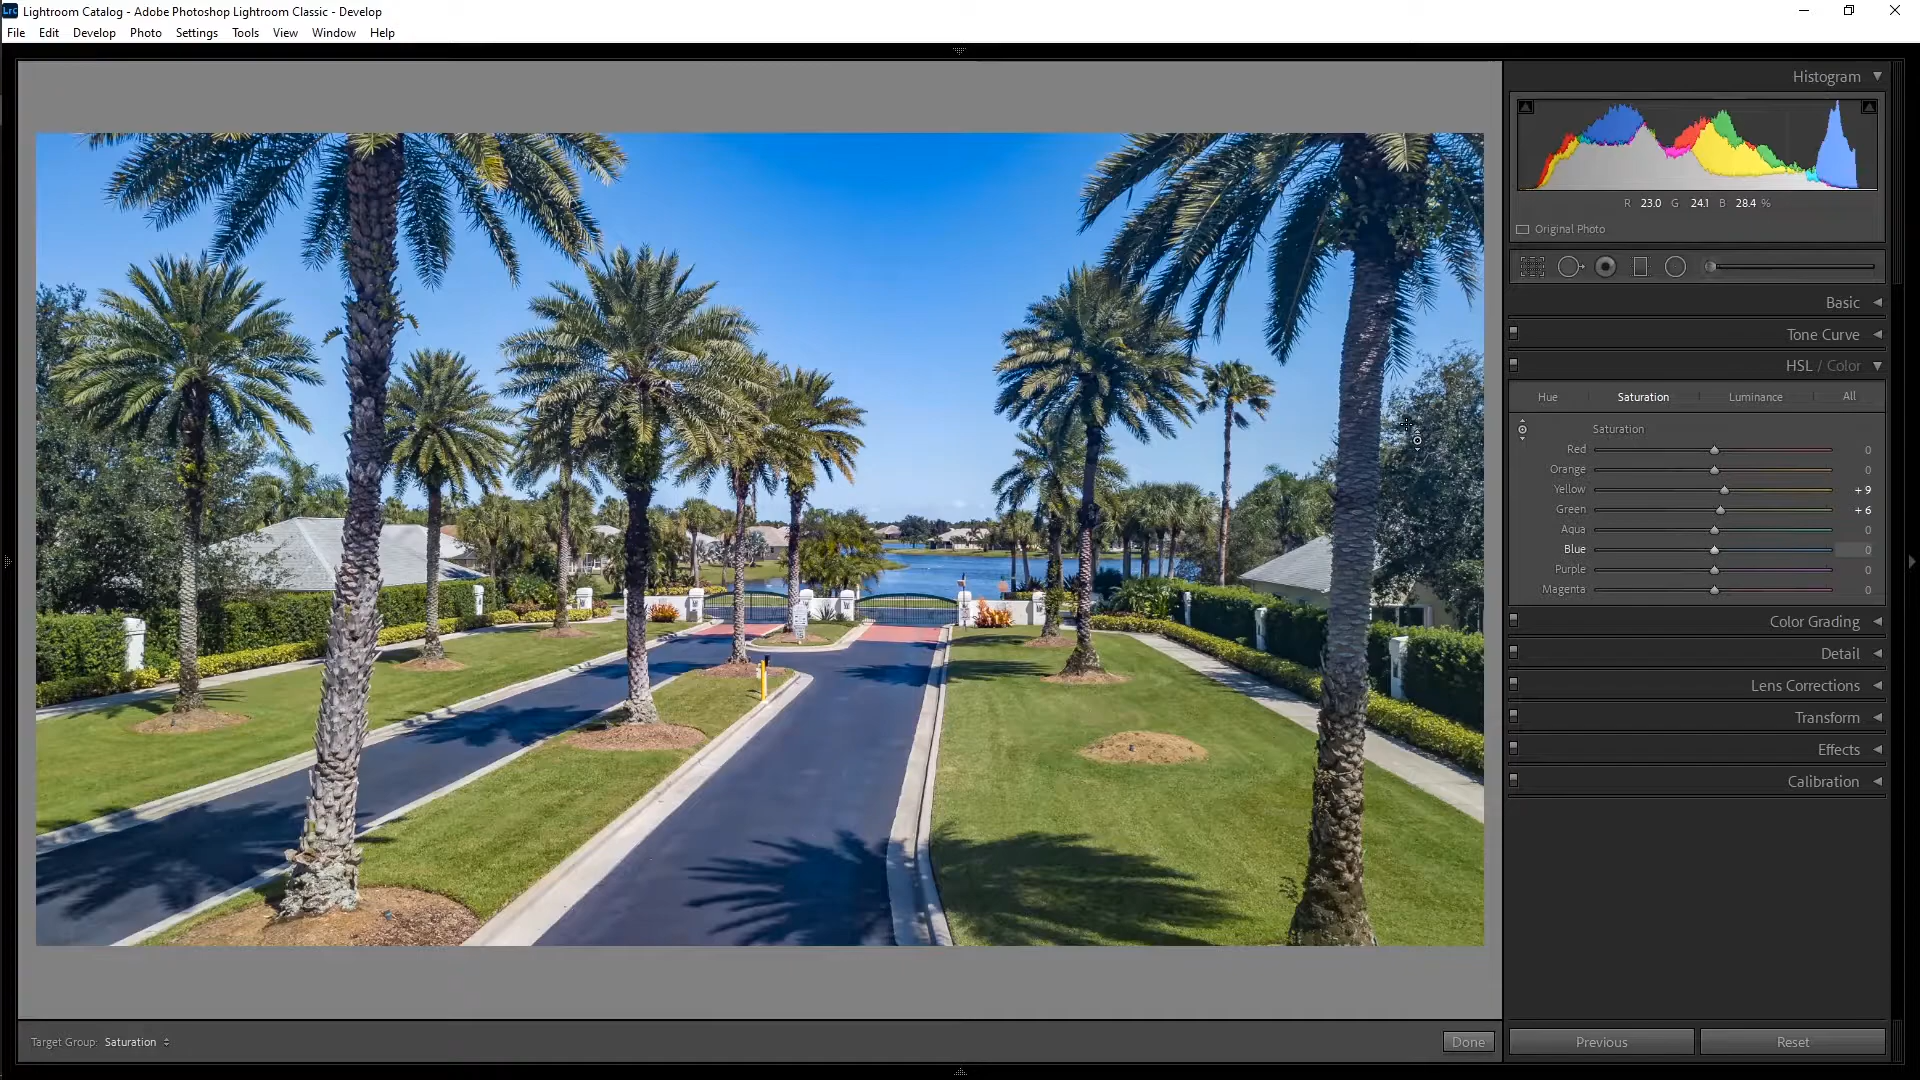 Lrc Lightroom Catalog - Adobe Photoshop Lightroom Classic - Develop
File Edit Develop Photo Settings Tools View Window Help
Histogram
R 23.0 G 24.1 B 28.4 %
Original Photo
Basic
Tone Curve
HSL / Color
Hue Saturation Luminance All
Saturation
Red 0
Orange 0
Yellow + 9
Green + 6
Aqua 0
Blue 0
Purple 0
Magenta 0
Color Grading
Detail
Lens Corrections
Transform
Effects
Calibration
Target Group: Saturation
Done
Previous
Reset